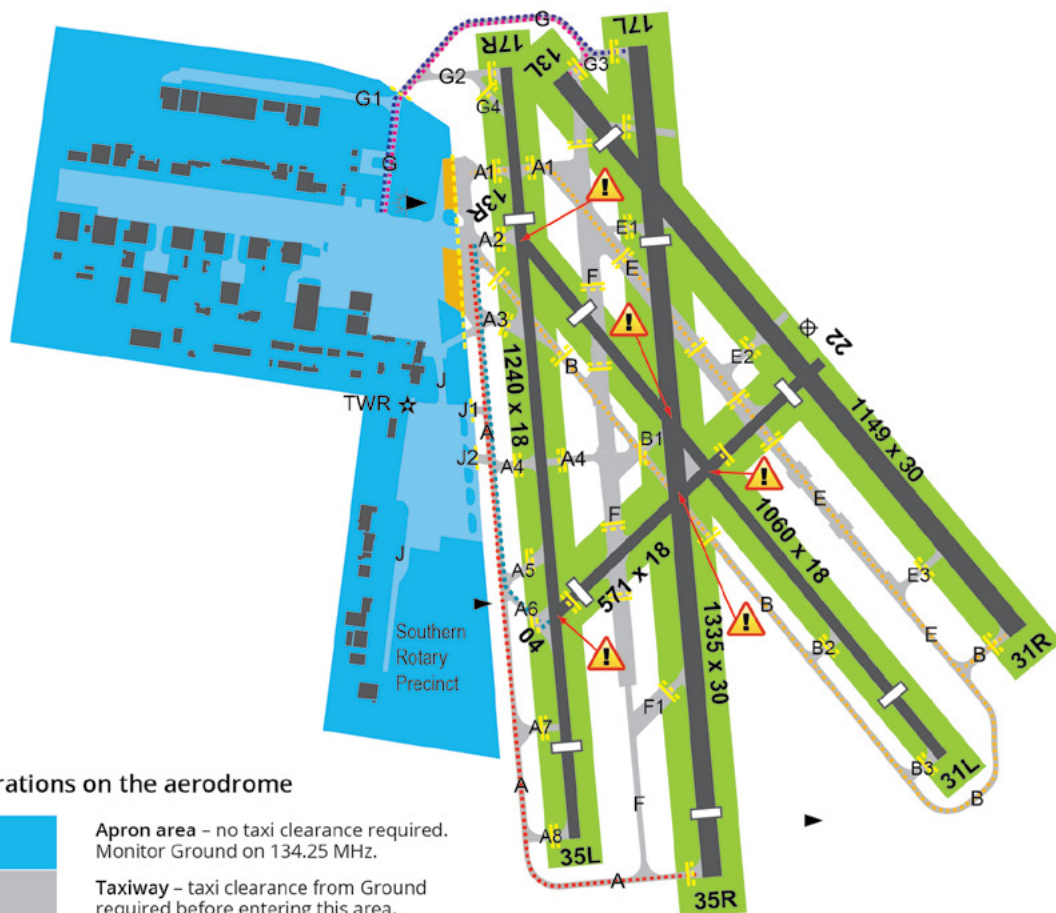 G
17L
17R
13L
G3
G2
G1
G4
G
A1
A1
13R
A2
E1
E
F
A3
B
1240 x 18
22
E2
J
TWR
J1
A
J2
A4
A4
B1
1149 x 30
E
F
1060 x 18
A5
571 x 18
A6
04
B
E3
J
Southern
Rotary
Precinct
1335 x 30
B2
E
B
31R
F1
A7
B3
31L
B
A
F
A8
35L
A
35R
rations on the aerodrome
Apron area – no taxi clearance required.
Monitor Ground on 134.25 MHz.
Taxiway – taxi clearance from Ground
required before entering this area.